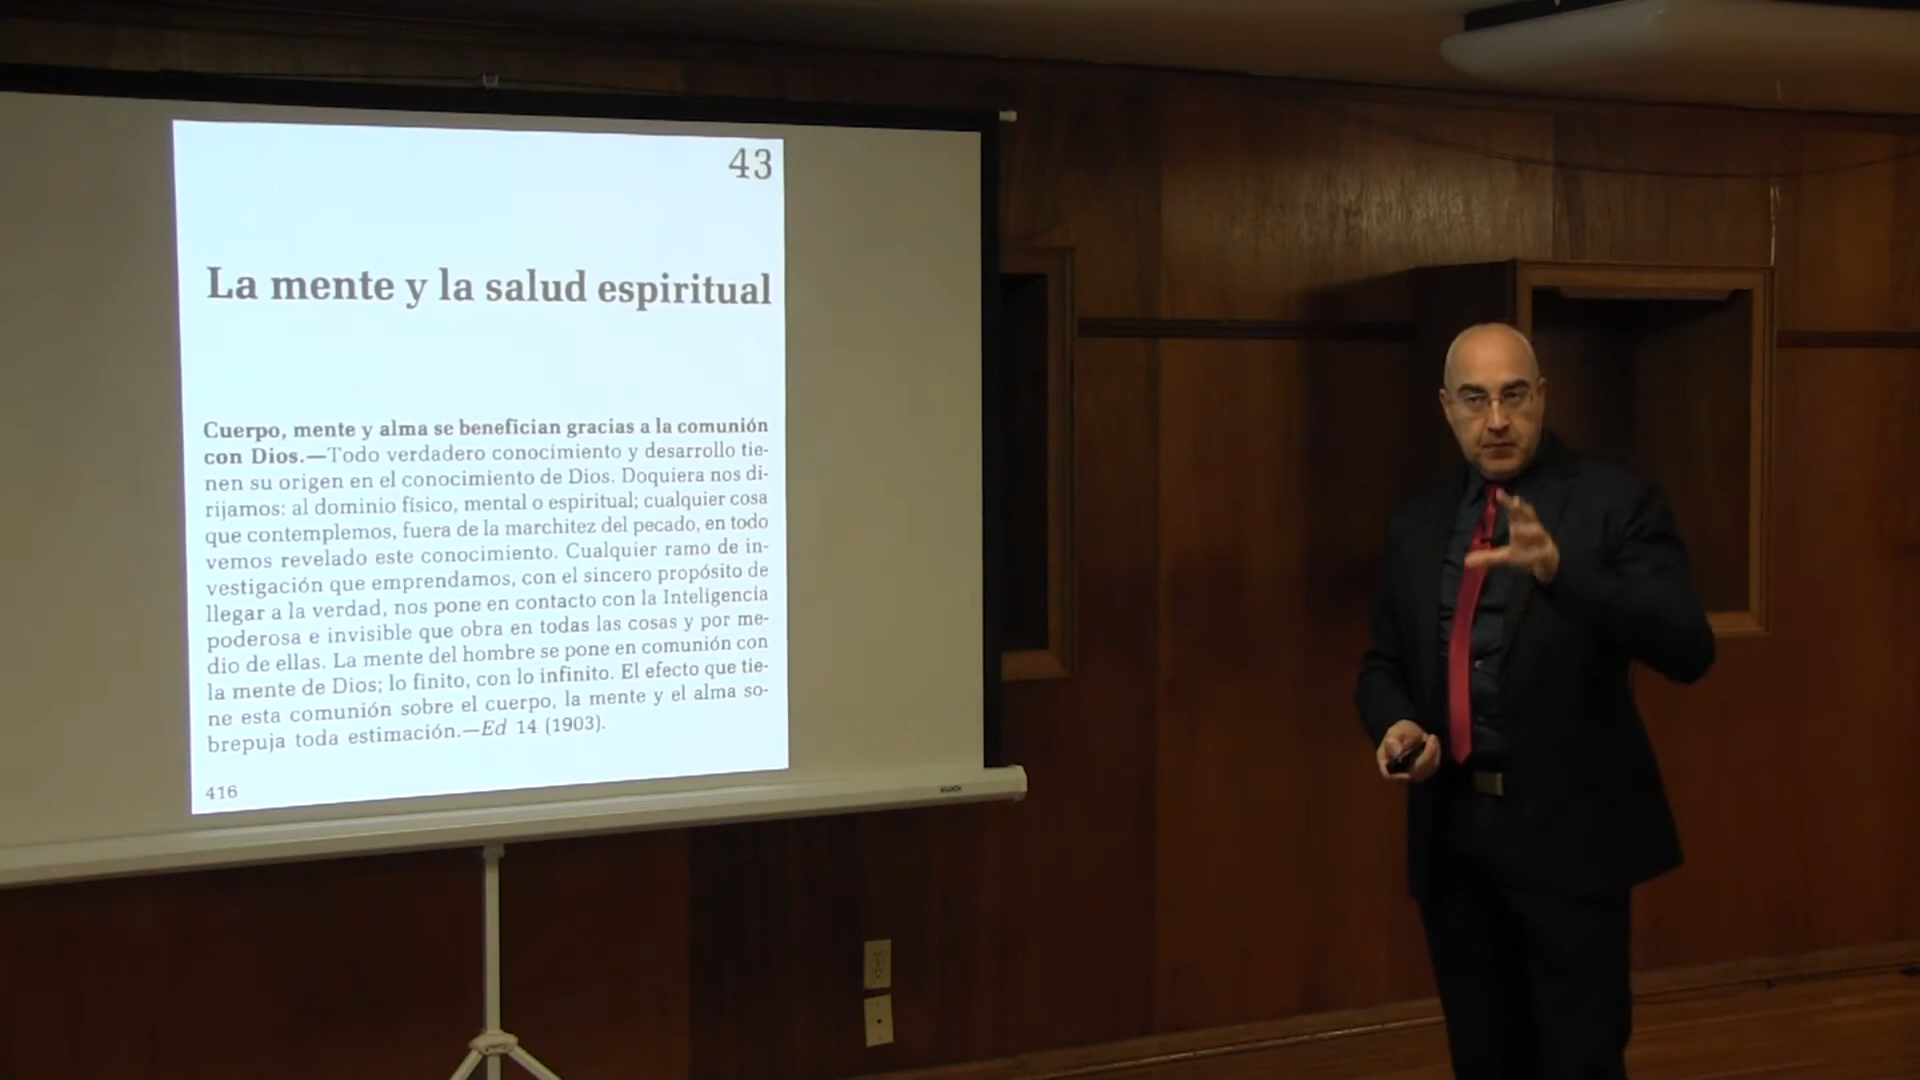 43
La mente y la salud espiritual
Cuerpo, mente y alma se benefician gracias a la comunión
con Dios.—Todo verdadero conocimiento y desarrollo tie-
nen su origen en el conocimiento de Dios. Doquiera nos di-
rijamos: al dominio físico, mental o espiritual; cualquier cosa
que contemplemos, fuera de la marchitez del pecado, en todo
vemos revelado este conocimiento. Cualquier ramo de in-
vestigación que emprendamos, con el sincero propósito de
llegar a la verdad, nos pone en contacto con la Inteligencia
poderosa e invisible que obra en todas las cosas y por me-
dio de ellas. La mente del hombre se pone en comunión con
la mente de Dios; lo finito, con lo infinito. El efecto que tie-
ne esta comunión sobre el cuerpo, la mente y el alma so-
brepuja toda estimación.—Ed 14 (1903).
416